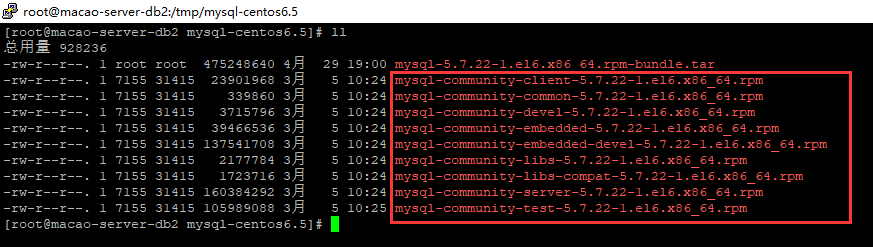 root@macao-server-db2:/tmp/mysql-centos6.5
[root@macao-server-db2 mysql-centos6.5]# ll
总用量 928236
-rw-r--r--. 1 root root  475248640 4月  29 19:00 mysql-5.7.22-1.el6.x86_64.rpm-bundle.tar
-rw-r--r--. 1 7155 31415  23901968 3月   5 10:24 mysql-community-client-5.7.22-1.el6.x86_64.rpm
-rw-r--r--. 1 7155 31415    339860 3月   5 10:24 mysql-community-common-5.7.22-1.el6.x86_64.rpm
-rw-r--r--. 1 7155 31415   3715796 3月   5 10:24 mysql-community-devel-5.7.22-1.el6.x86_64.rpm
-rw-r--r--. 1 7155 31415  39466536 3月   5 10:24 mysql-community-embedded-5.7.22-1.el6.x86_64.rpm
-rw-r--r--. 1 7155 31415 137541708 3月   5 10:24 mysql-community-embedded-devel-5.7.22-1.el6.x86_64.rpm
-rw-r--r--. 1 7155 31415   2177784 3月   5 10:24 mysql-community-libs-5.7.22-1.el6.x86_64.rpm
-rw-r--r--. 1 7155 31415   1723716 3月   5 10:24 mysql-community-libs-compat-5.7.22-1.el6.x86_64.rpm
-rw-r--r--. 1 7155 31415 160384292 3月   5 10:24 mysql-community-server-5.7.22-1.el6.x86_64.rpm
-rw-r--r--. 1 7155 31415 105989088 3月   5 10:25 mysql-community-test-5.7.22-1.el6.x86_64.rpm
[root@macao-server-db2 mysql-centos6.5]#